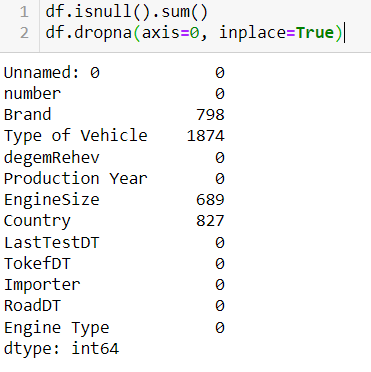 1 df.isnull().sum()
2 df.dropna(axis=0, inplace=True)
Unnamed: 0 0
number 0
Brand 798
Type of Vehicle 1874
degemRehev 0
Production Year 0
EngineSize 689
Country 827
LastTestDT 0
TokefDT 0
Importer 0
RoadDT 0
Engine Type 0
dtype: int64